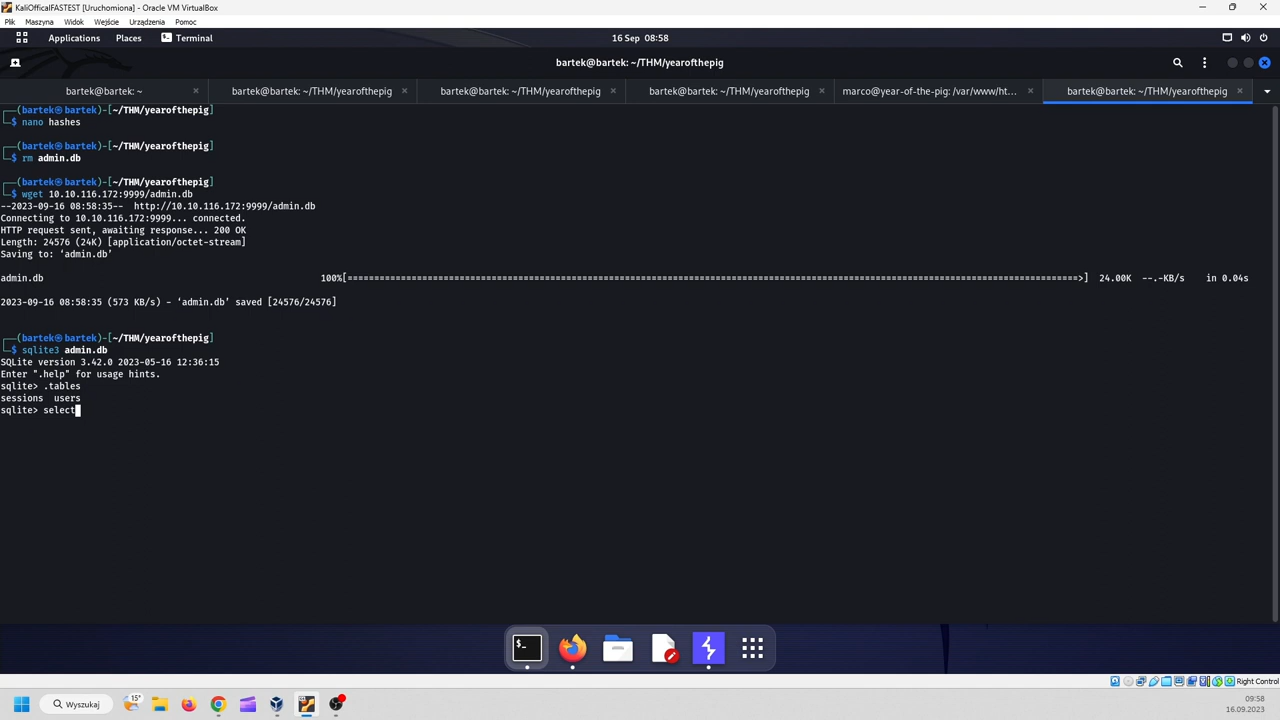 KaliOfficalFASTEST [Uruchomiona] - Oracle VM VirtualBox
Plik Maszyna Widok Wejście Urządzenia Pomoc
Applications Places Terminal 16 Sep 08:58
bartek@bartek: ~/THM/yearofthepig
bartek@bartek: ~ × bartek@bartek: ~/THM/yearofthepig × bartek@bartek: ~/THM/yearofthepig × bartek@bartek: ~/THM/yearofthepig × marco@year-of-the-pig: /var/www/ht... × bartek@bartek: ~/THM/yearofthepig ×
┌──(bartek㉿bartek)-[~/THM/yearofthepig]
└─$ nano hashes
┌──(bartek㉿bartek)-[~/THM/yearofthepig]
└─$ rm admin.db
┌──(bartek㉿bartek)-[~/THM/yearofthepig]
└─$ wget 10.10.116.172:9999/admin.db
--2023-09-16 08:58:35-- http://10.10.116.172:9999/admin.db
Connecting to 10.10.116.172:9999... connected.
HTTP request sent, awaiting response... 200 OK
Length: 24576 (24K) [application/octet-stream]
Saving to: ‘admin.db’
admin.db 100%[=================================================>] 24.00K --.-KB/s in 0.04s
2023-09-16 08:58:35 (573 KB/s) - ‘admin.db’ saved [24576/24576]
┌──(bartek㉿bartek)-[~/THM/yearofthepig]
└─$ sqlite3 admin.db
SQLite version 3.42.0 2023-05-16 12:36:15
Enter ".help" for usage hints.
sqlite> .tables
sessions users
sqlite> select
$_
Right Control
Wyszukaj
15°
09:58
16.09.2023